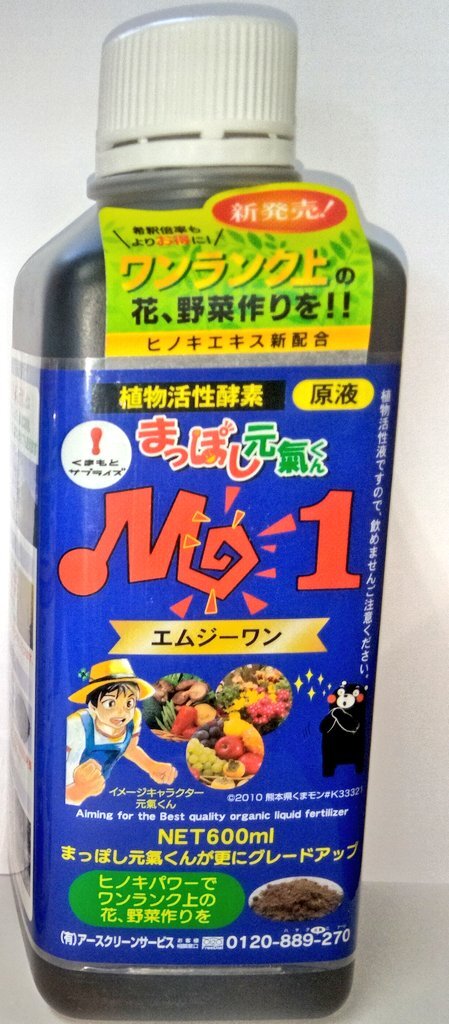 新発売!
希釈倍率も
よりお得に!
ワンランク上の
花、野菜作りを!!
ヒノキエキス新配合
植物活性酵素
原液
くまもと
サプライズ
まっぽし元氣くん
MG1
エムジーワン
植物活性液ですので、飲めませんご注意ください。
イメージキャラクター
元氣くん
©2010 熊本県くまモン#K33321
Aiming for the Best quality organic liquid fertilizer
NET600ml
まっぽし元氣くんが更にグレードアップ
ヒノキパワーで
ワンランク上の
花、野菜作りを
(有)アースクリーンサービス お客様相談窓口 0120-889-270